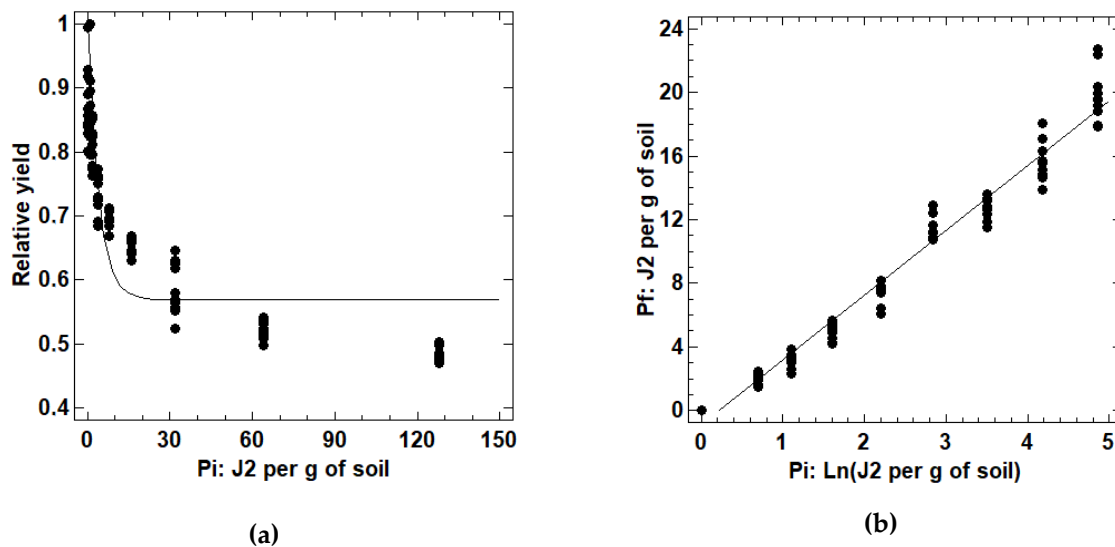 1
0.9
0.8
0.7
0.6
0.5
0.4
Relative yield
0 30 60 90 120 150
Pi: J2 per g of soil
(a)
24
20
16
12
8
4
0
Pf: J2 per g of soil
0 1 2 3 4 5
Pi: Ln(J2 per g of soil)
(b)